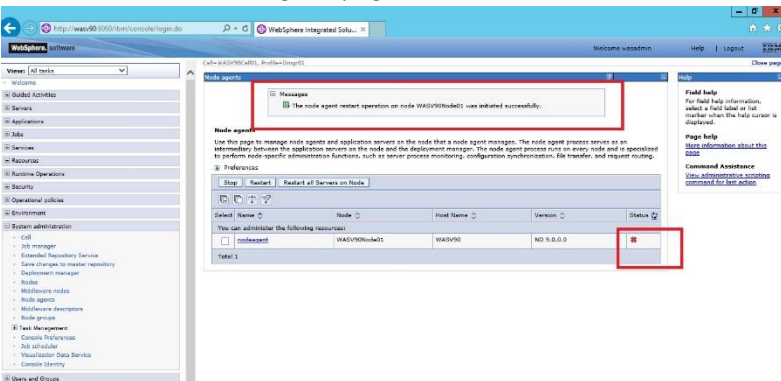 http://wasv90:9060/ibm/console/login.do
WebSphere Integrated Solu...
WebSphere. software
Welcome wasadmin
Help | Logout
IBM
Cell=WASV90Cell01, Profile=Dmgr01
Close page
View: All tasks
Welcome
Guided Activities
Servers
Applications
Jobs
Services
Resources
Runtime Operations
Security
Operational policies
Environment
System administration
Cell
Job manager
Extended Repository Service
Save changes to master repository
Deployment manager
Nodes
Middleware nodes
Node agents
Middleware descriptors
Node groups
Task Management
Console Preferences
Job scheduler
Visualization Data Service
Console Identity
Users and Groups
Node agents
Messages
The node agent restart operation on node WASV90Node01 was initiated successfully.
Node agents
Use this page to manage node agents and application servers on the node that a node agent manages. The node agent process serves as an
intermediary between the application servers on the node and the deployment manager. The node agent process runs on every node and is specialized
to perform node-specific administration functions, such as server process monitoring, configuration synchronization, file transfer, and request routing.
Preferences
Stop Restart Restart all Servers on Node
Select Name Node Host Name Version Status
You can administer the following resources:
nodeagent WASV90Node01 WASV90 ND 9.0.0.0
Total 1
Help
Field help
For field help information,
select a field label or list
marker when the help cursor is
displayed.
Page help
More information about this
page
Command Assistance
View administrative scripting
command for last action